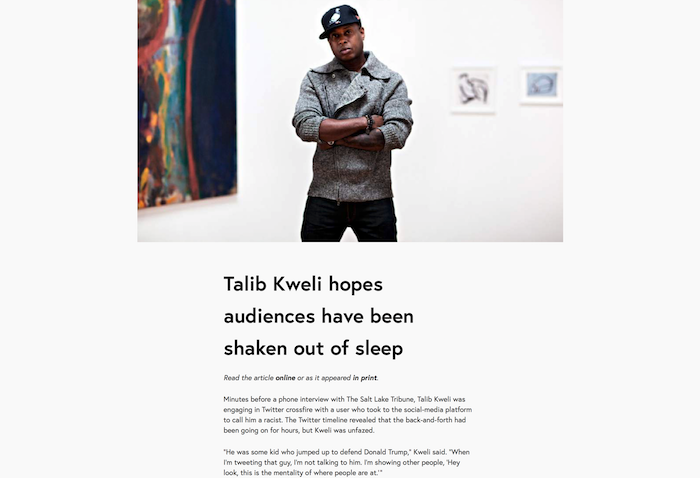 Talib Kweli hopes
audiences have been
shaken out of sleep
Read the article online or as it appeared in print.
Minutes before a phone interview with The Salt Lake Tribune, Talib Kweli was
engaging in Twitter crossfire with a user who took to the social-media platform
to call him a racist. The Twitter timeline revealed that the back-and-forth had
been going on for hours, but Kweli was unfazed.
"He was some kid who jumped up to defend Donald Trump," Kweli said. "When
I'm tweeting that guy, I'm not talking to him. I'm showing other people, 'Hey
look, this is the mentality of where people are at.'"